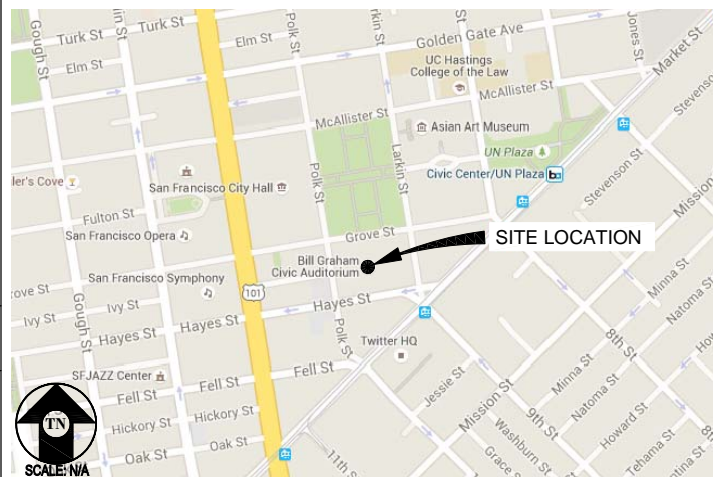 Gough St
Turk St
Turk St
Elm St
Elm St
Polk St
Larkin St
Golden Gate Ave
UC Hastings
College of the Law
Jones St
Market St
McAllister St
McAllister St
Stevenson St
Asian Art Museum
UN Plaza
Civic Center/UN Plaza
Stevenson St
Mission
San Francisco City Hall
Polk St
Larkin St
Fulton St
San Francisco Opera
Grove St
SITE LOCATION
Bill Graham
Civic Auditorium
San Francisco Symphony
101
Hayes St
Minna St
Natoma St
Ivy St
Ivy St
Hayes St
Gough St
Polk St
Twitter HQ
8th St
SFJAZZ Center
Fell St
Fell St
Fell St
Jessie St
Mission St
Minna St
Natoma St
Howard St
Hickory St
Hickory St
9th St
Washburn St
Tehama St
Oak St
Oak St
11th St
TN
SCALE: N/A